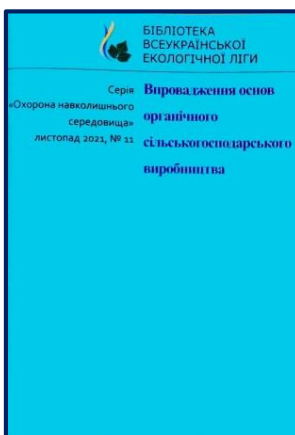 БІБЛІОТЕКА
ВСЕУКРАЇНСЬКОЇ
ЕКОЛОГІЧНОЇ ЛІГИ
Серія
«Охорона навколишнього
середовища»
листопад 2021, № 11
Впровадження основ
органічного
сільськогосподарського
виробництва